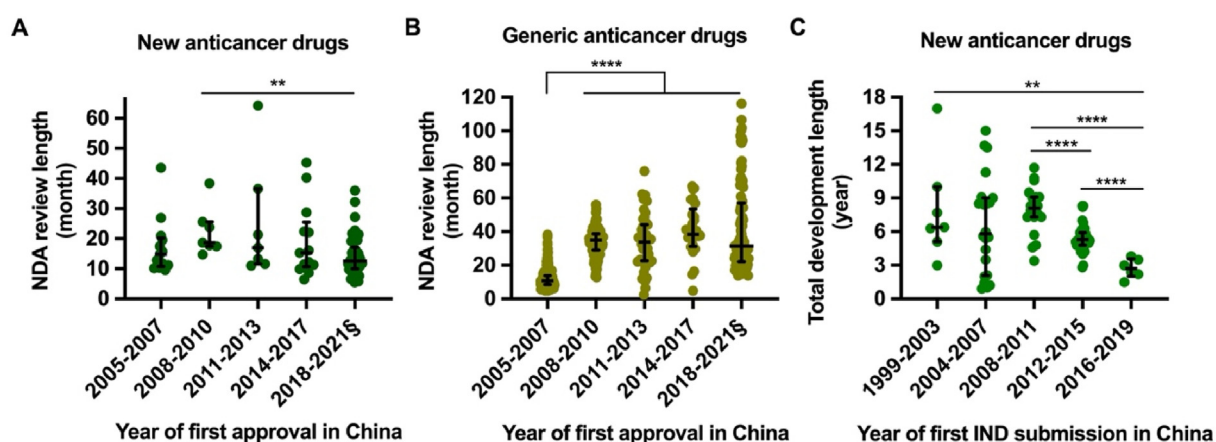 A
New anticancer drugs
**
NDA review length
(month)
60
50
40
30
20
10
0
2005-2007
2008-2010
2011-2013
2014-2017
2018-2021§
Year of first approval in China
B
Generic anticancer drugs
****
NDA review length
(month)
120
100
80
60
40
20
0
2005-2007
2008-2010
2011-2013
2014-2017
2018-2021§
Year of first approval in China
C
New anticancer drugs
**
****
****
****
Total development length
(year)
18
15
12
9
6
3
0
1999-2003
2004-2007
2008-2011
2012-2015
2016-2019
Year of first IND submission in China